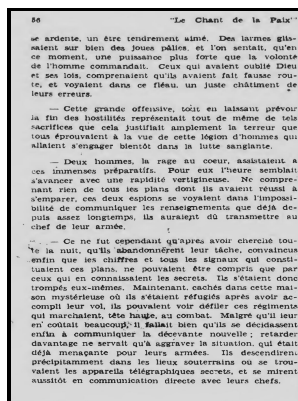 56 "Le Chant de la Paix"
se ardente, un être tendrement aimé. Des larmes glis-
saient sur bien des joues pâlies, et l'on sentait, qu'en
ce moment, une puissance plus forte que la volonté
de l'homme commandait. Ceux qui avaient oublié Dieu
et ses lois, comprenaient qu'ils avaient fait fausse rou-
te, et voyaient dans ce fléau, un juste châtiment de
leurs erreurs.
— Cette grande offensive, tout en laissant prévoir
la fin des hostilités représentait tout de même de tels
sacrifices que cela justifait amplement la terreur que
tous éprouvaient à la vue de cette légion d'hommes qui
allaient s'engager bientôt dans la lutte sanglante.
— Deux hommes, la rage au coeur, assistaient à
ces immenses préparatifs. Pour eux l'heure semblait
s'avancer avec une rapidité vertigineuse. Ne compre-
nant rien de tous les plans dont ils avaient réussi à
s'emparer, ces deux espions se voyaient dans l'impossi-
bilité de communiquer les renseignements que déjà de-
puis assez longtemps, ils auraient dû transmettre au
chef de leur armée.
— Ce ne fut cependant qu'après avoir cherché tou-
te la nuit, qu'ils abandonnèrent leur tâche, convaincus
enfin que les chiffres et tous les signaux qui consti-
tuaient ces plans, ne pouvaient être compris que par
ceux qui en connaissaient les secrets. Ils s'étaient donc
trompés eux-mêmes. Maintenant, cachés dans cette mai-
son mystérieuse où ils s'étaient réfugiés après avoir ac-
compli leur vol, ils pouvaient voir défiler ces régiments
qui marchaient, tête haute, au combat. Malgré qu'il leur
en coûtait beaucoup, il fallait bien qu'ils se décidassent
enfin à communiquer la décevante nouvelle; retarder
davantage ne servait qu'à aggraver la situation, qui était
déjà menaçante pour leurs armées. Ils descendirent
précipitamment dans les lieux souterrains où se trou-
vaient les appareils télégraphiques secrets, et se mirent
aussitôt en communication directe avec leurs chefs.